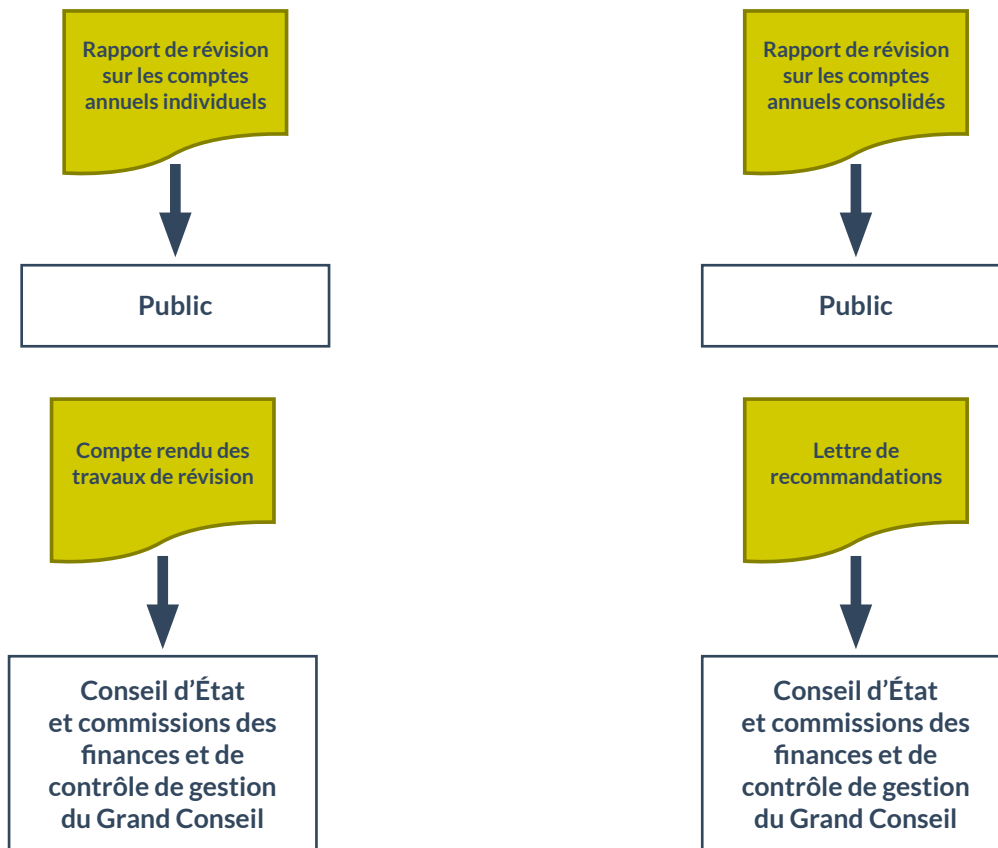 Rapport de révision
sur les comptes
annuels individuels
Public
Rapport de révision
sur les comptes
annuels consolidés
Public
Compte rendu des
travaux de révision
Conseil d’État
et commissions des
finances et de
contrôle de gestion
du Grand Conseil
Lettre de
recommandations
Conseil d’État
et commissions des
finances et de
contrôle de gestion
du Grand Conseil